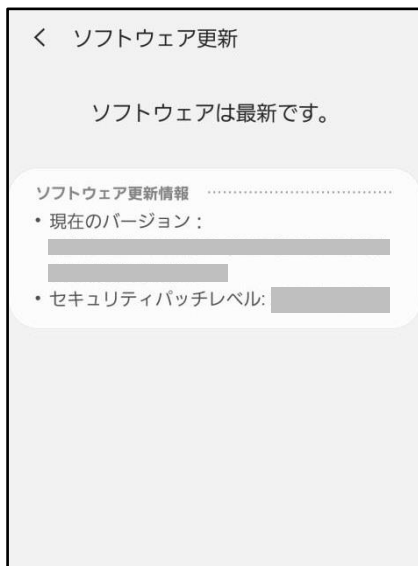 ソフトウェア更新
ソフトウェアは最新です。
ソフトウェア更新情報
• 現在のバージョン :
• セキュリティパッチレベル: